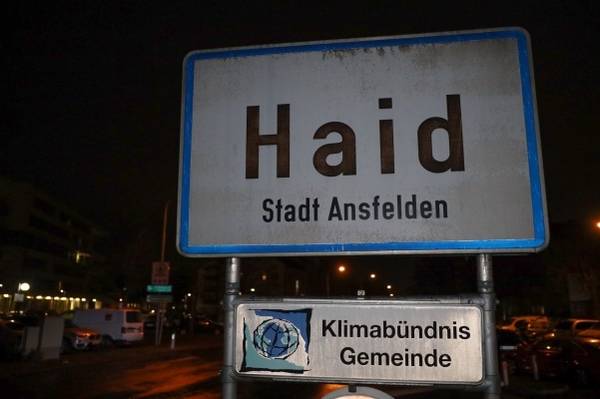 Haid
Stadt Ansfelden
Klimabündnis
Gemeinde